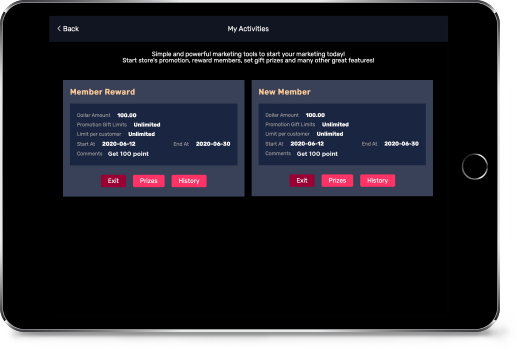 Back
My Activities
Simple and powerful marketing tools to start your marketing today!
Start store's promotion, reward members, set gift prizes and many other great features!
Member Reward
Dollar Amount 100.00
Promotion Gift Limits Unlimited
Limit per customer Unlimited
Start At 2020-06-12 End At 2020-06-30
Comments Get 100 point
Exit Prizes History
New Member
Dollar Amount 100.00
Promotion Gift Limits Unlimited
Limit per customer Unlimited
Start At 2020-06-12 End At 2020-06-30
Comments Get 100 point
Exit Prizes History